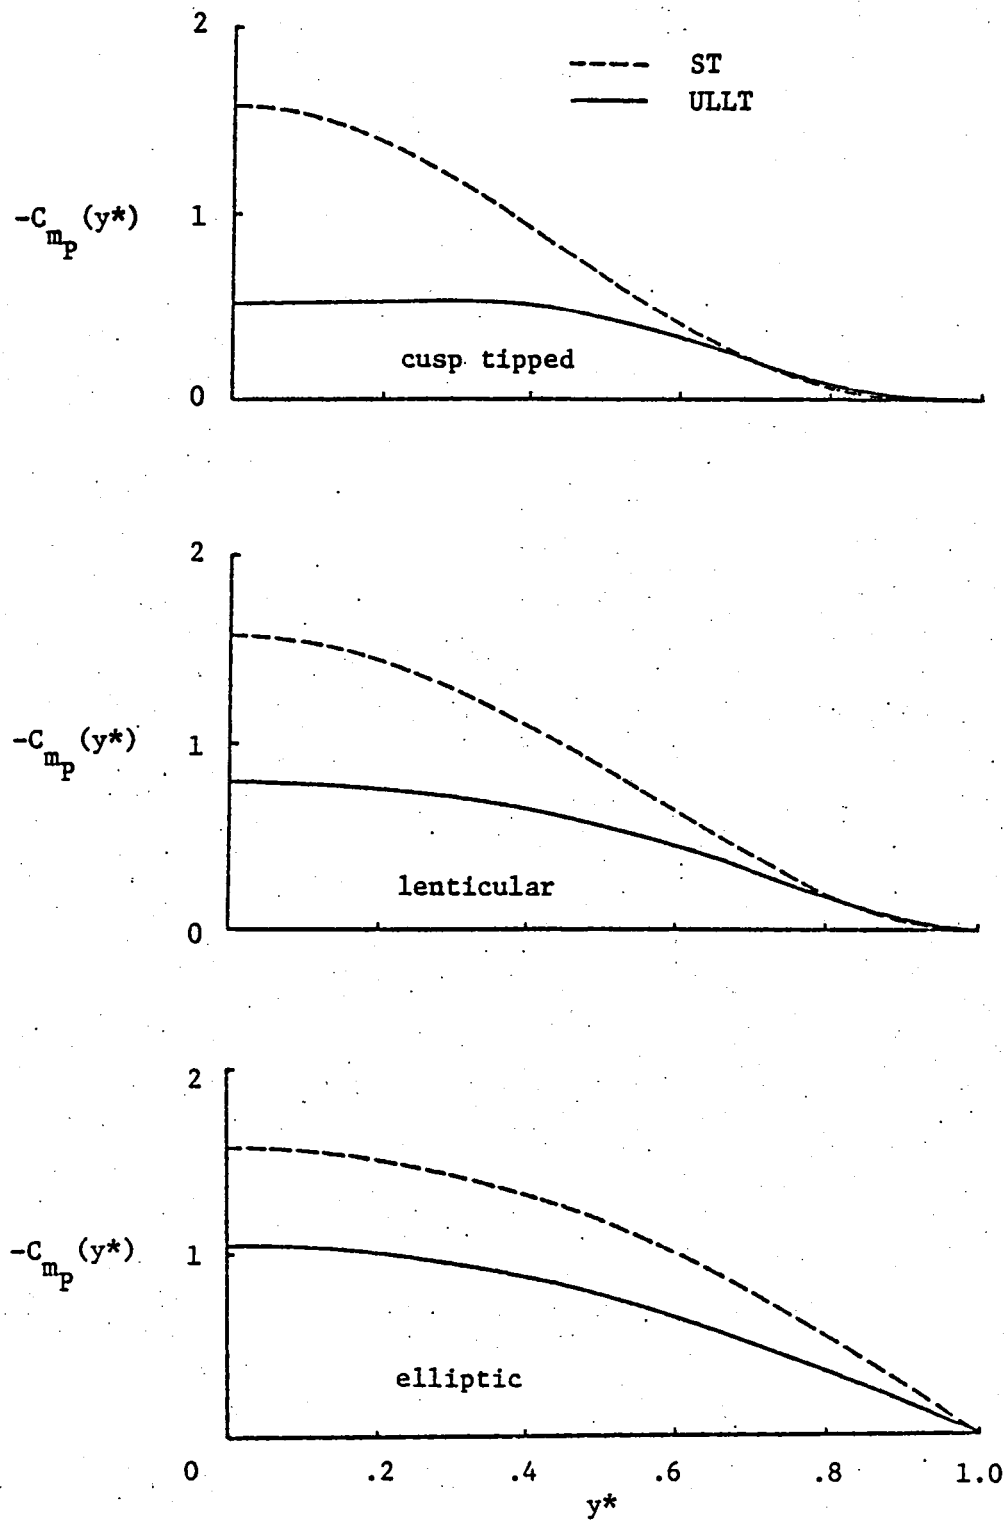 2
ST
ULLT
-C_{m_p}(y*)
1
cusp tipped
0
2
-C_{m_p}(y*)
1
lenticular
0
2
-C_{m_p}(y*)
1
elliptic
0 .2 .4 .6 .8 1.0
y*